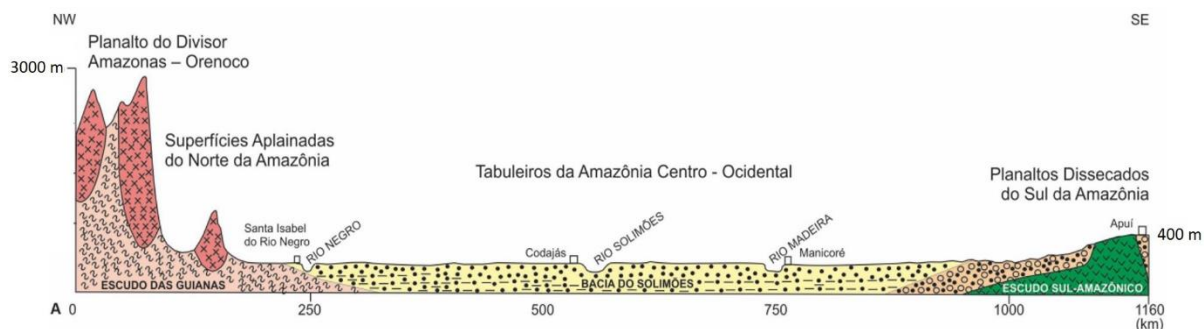 NW
SE
Planalto do Divisor
Amazonas – Orenoco
3000 m
Superfícies Aplainadas
do Norte da Amazônia
Tabuleiros da Amazônia Centro - Ocidental
Planaltos Dissecados
do Sul da Amazônia
Santa Isabel
do Rio Negro
RIO NEGRO
Codajás
RIO SOLIMÕES
RIO MADEIRA
Manicoré
Apuí
400 m
ESCUDO DAS GUIANAS
BACIA DO SOLIMÕES
ESCUDO SUL-AMAZÔNICO
A 0 250 500 750 1000 1160
(km)